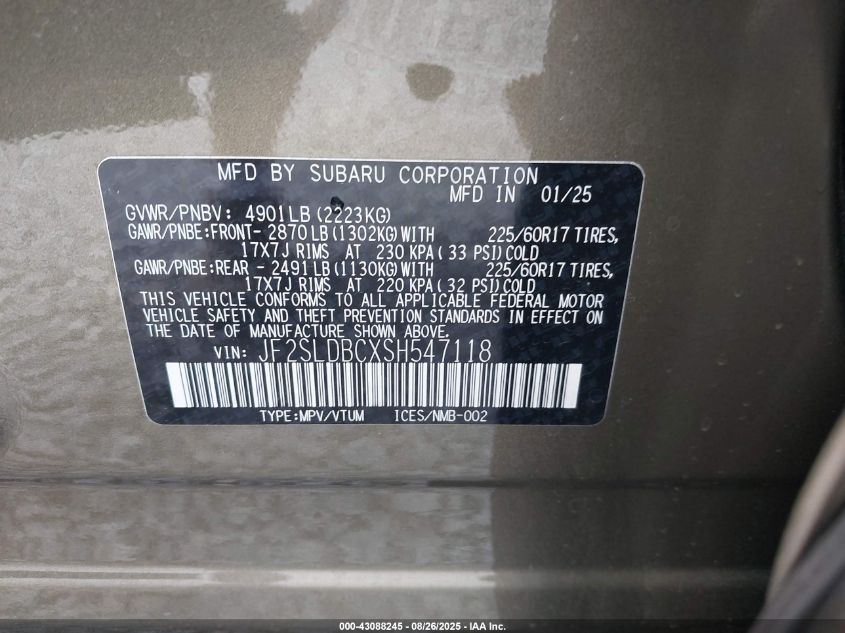 MFD BY SUBARU CORPORATION
MFD IN 01/25
GVWR/PNBV: 4901LB(2223KG)
GAWR/PNBE:FRONT- 2870LB(1302KG)WITH 225/60R17 TIRES,
17X7J RIMS AT 230 KPA( 33 PSI)COLD
GAWR/PNBE:REAR - 2491LB(1130KG)WITH 225/60R17 TIRES,
17X7J RIMS AT 220 KPA( 32 PSI)COLD
THIS VEHICLE CONFORMS TO ALL APPLICABLE FEDERAL MOTOR
VEHICLE SAFETY AND THEFT PREVENTION STANDARDS IN EFFECT ON
THE DATE OF MANUFACTURE SHOWN ABOVE.
VIN: JF2SLDBCXSH547118
TYPE:MPV/VTUM ICES/NMB-002
000-43088245 - 08/26/2025 - IAA Inc.